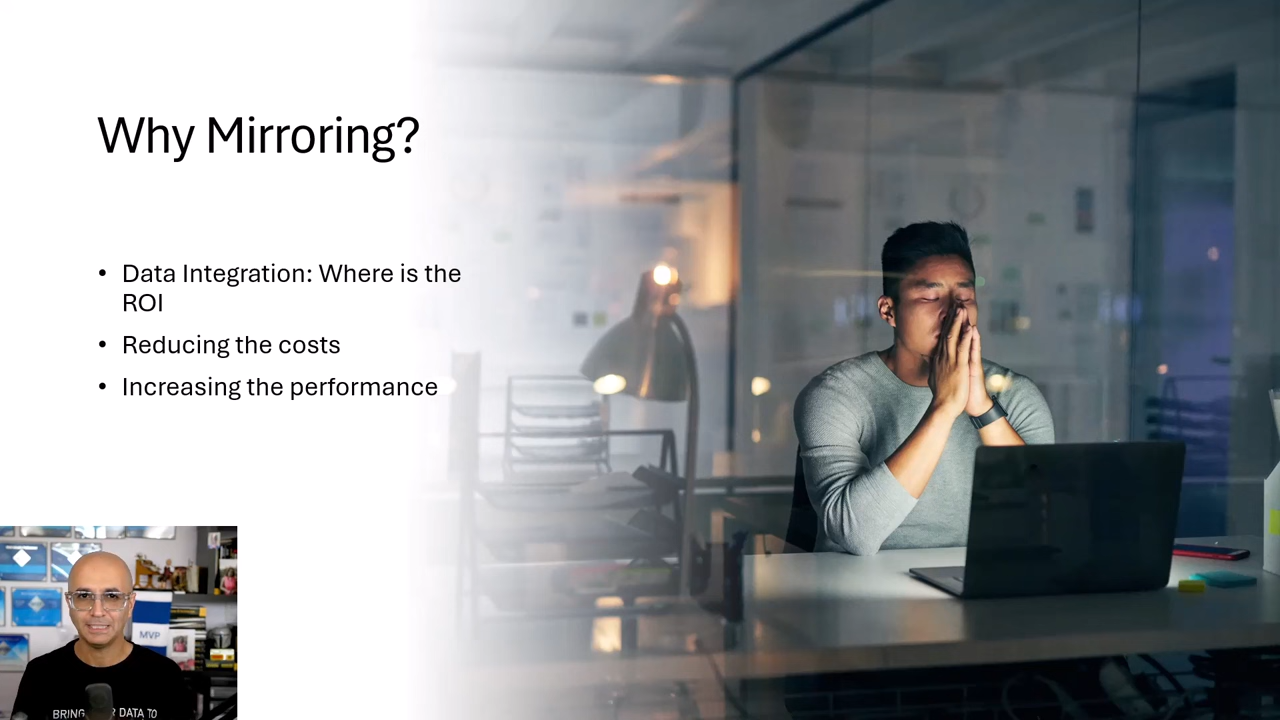 Why Mirroring?
• Data Integration: Where is the
ROI
• Reducing the costs
• Increasing the performance
MVP
BRING DATA TO